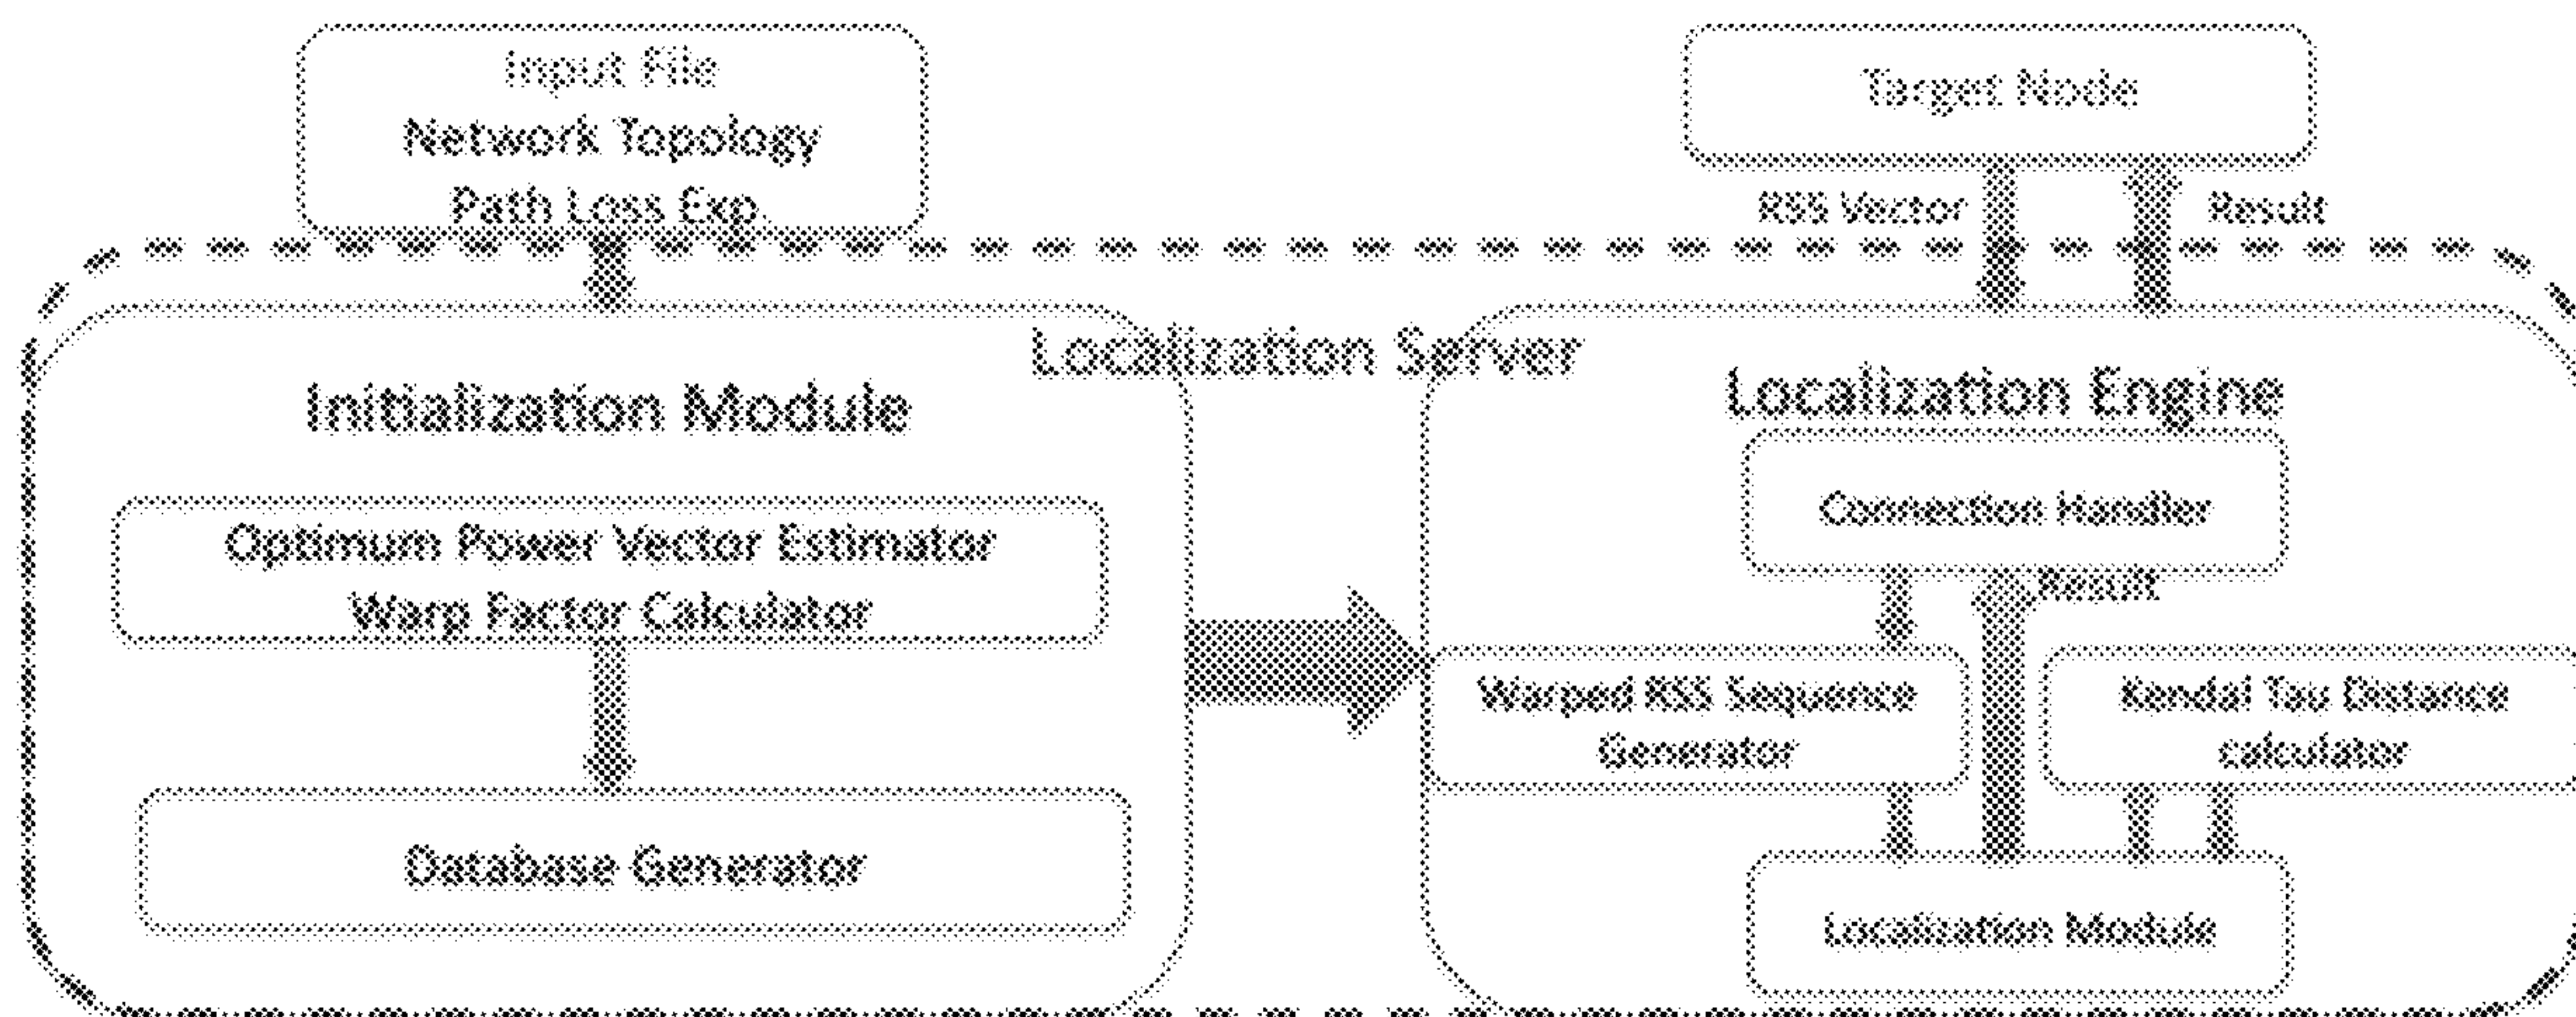 Input File
Network Topology
Path Loss Exp.
Target Node
RSS Vector
Result
Localization Server
Initialization Module
Optimum Power Vector Estimator
Warp Factor Calculator
Database Generator
Localization Engine
Connection Handler
Result
Warped RSS Sequence
Generator
Kendal Tau Distance
calculator
Localization Module